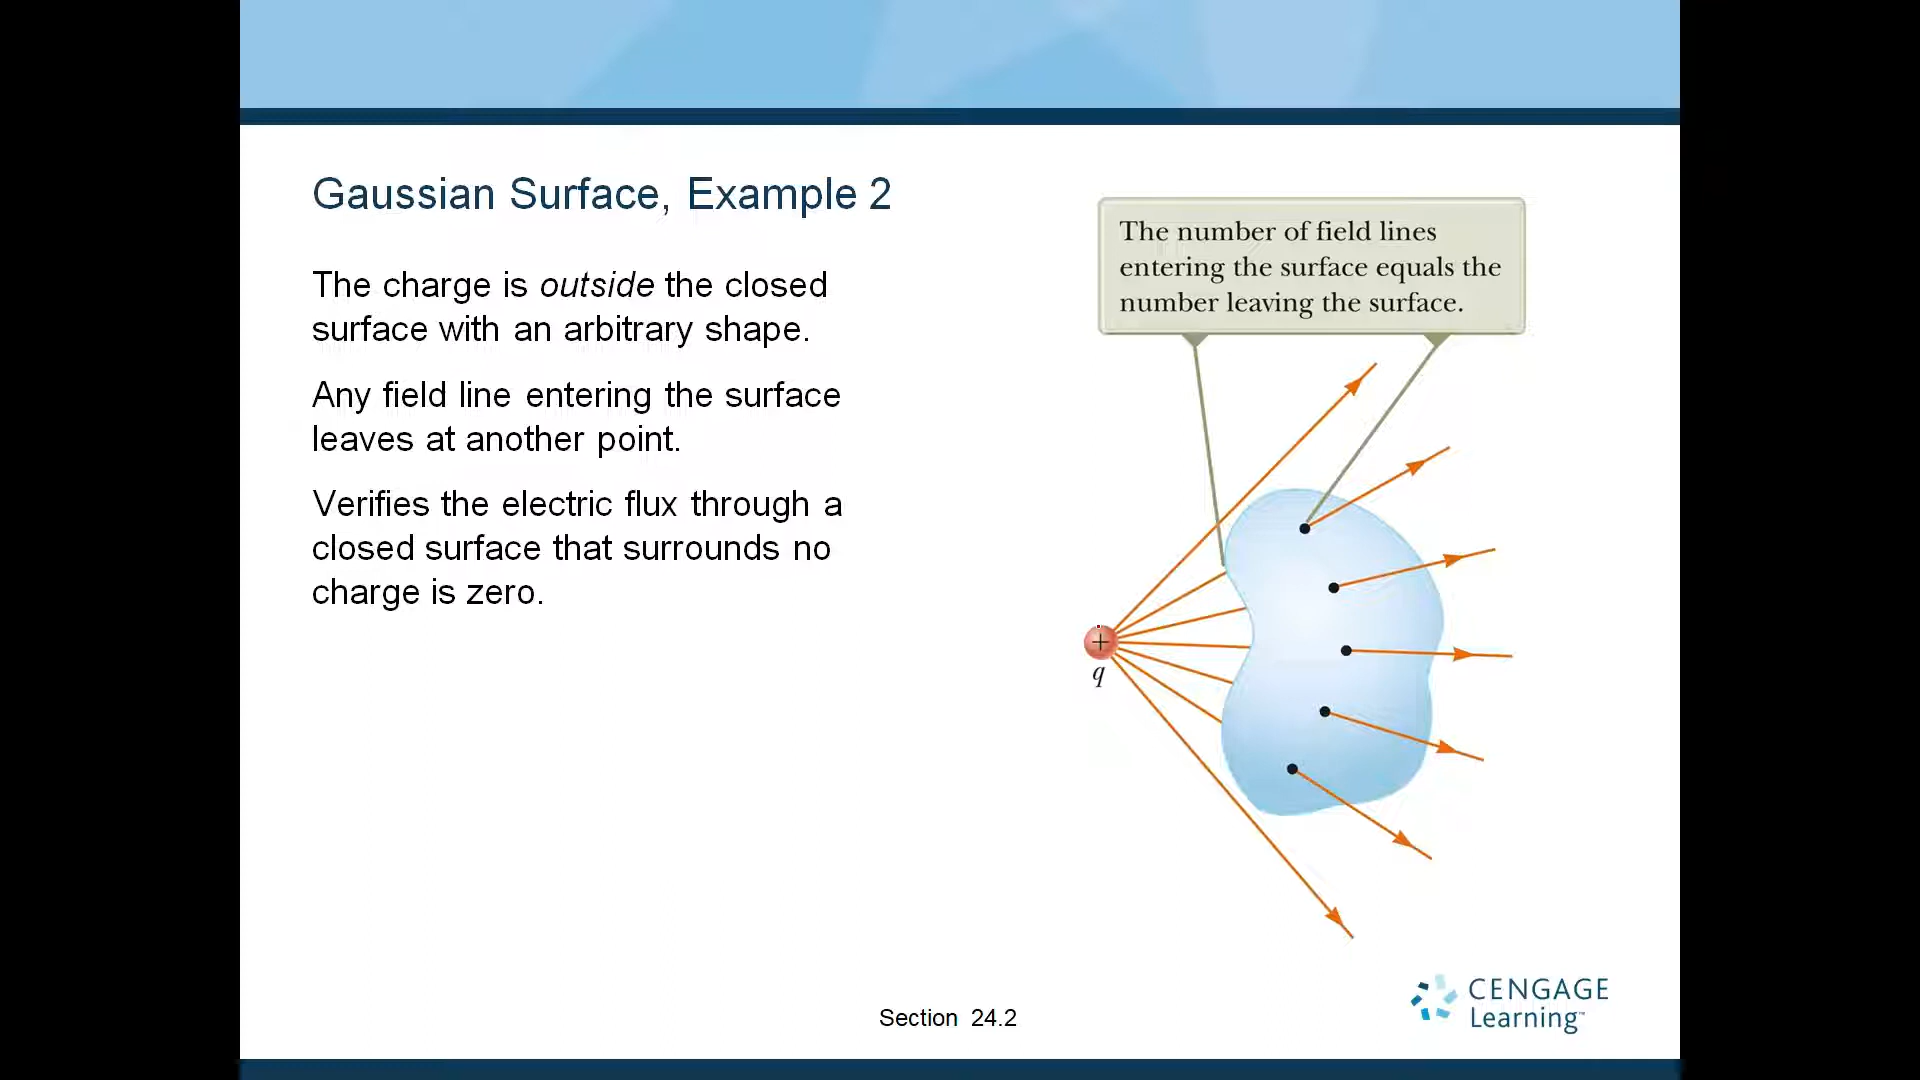 Gaussian Surface, Example 2
The charge is outside the closed
surface with an arbitrary shape.
Any field line entering the surface
leaves at another point.
Verifies the electric flux through a
closed surface that surrounds no
charge is zero.
The number of field lines
entering the surface equals the
number leaving the surface.
+
q
Section 24.2
CENGAGE
Learning™